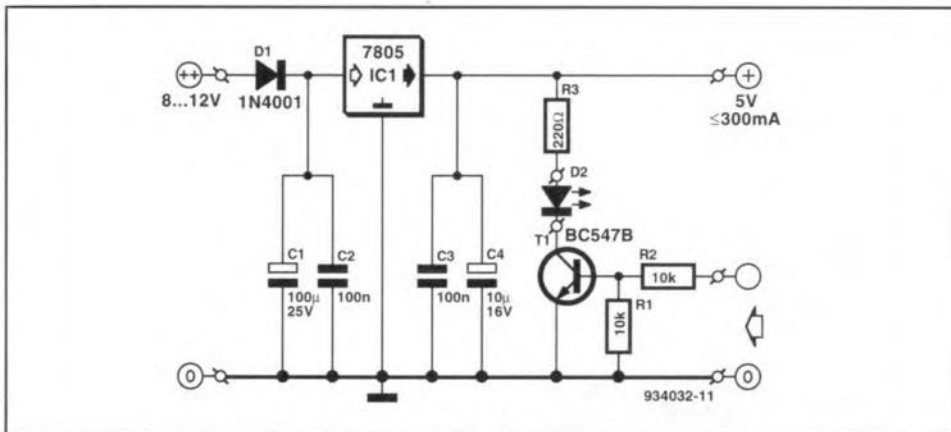 D1
7805
IC1
++
8...12V
1N4001
+
5V
≤300mA
R3
220Ω
D2
T1
BC547B
C1
100µ
25V
C2
100n
C3
100n
C4
10µ
16V
R2
10k
R1
10k
0
0
934032-11